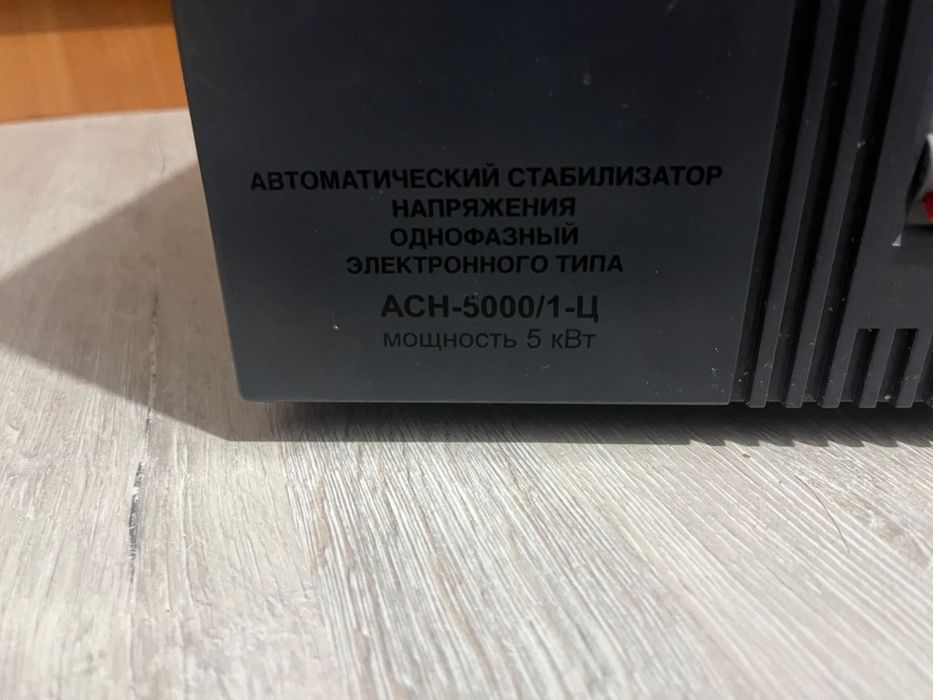 АВТОМАТИЧЕСКИЙ СТАБИЛИЗАТОР
НАПРЯЖЕНИЯ
ОДНОФАЗНЫЙ
ЭЛЕКТРОННОГО ТИПА
АСН-5000/1-Ц
мощность 5 кВт